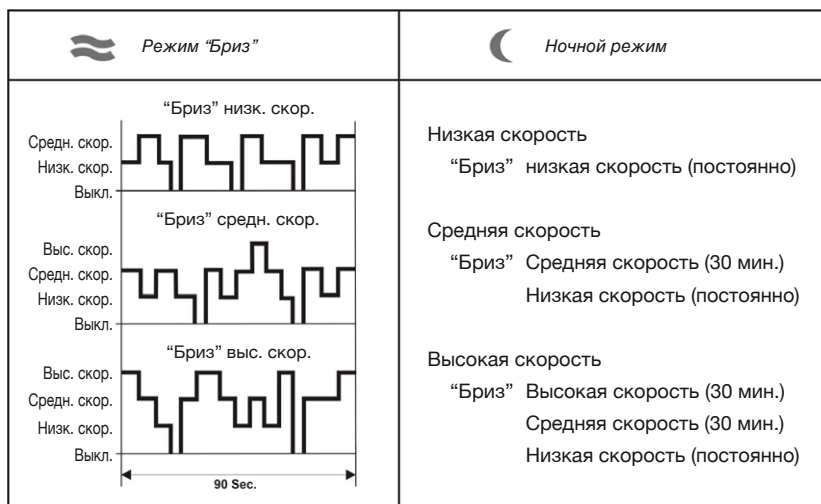 Режим “Бриз”
Ночной режим
“Бриз” низк. скор.
Средн. скор.
Низк. скор.
Выкл.
“Бриз” средн. скор.
Выс. скор.
Средн. скор.
Низк. скор.
Выкл.
“Бриз” выс. скор.
Выс. скор.
Средн. скор.
Низк. скор.
Выкл.
90 Sec.
Низкая скорость
“Бриз” низкая скорость (постоянно)
Средняя скорость
“Бриз” Средняя скорость (30 мин.)
Низкая скорость (постоянно)
Высокая скорость
“Бриз” Высокая скорость (30 мин.)
Средняя скорость (30 мин.)
Низкая скорость (постоянно)